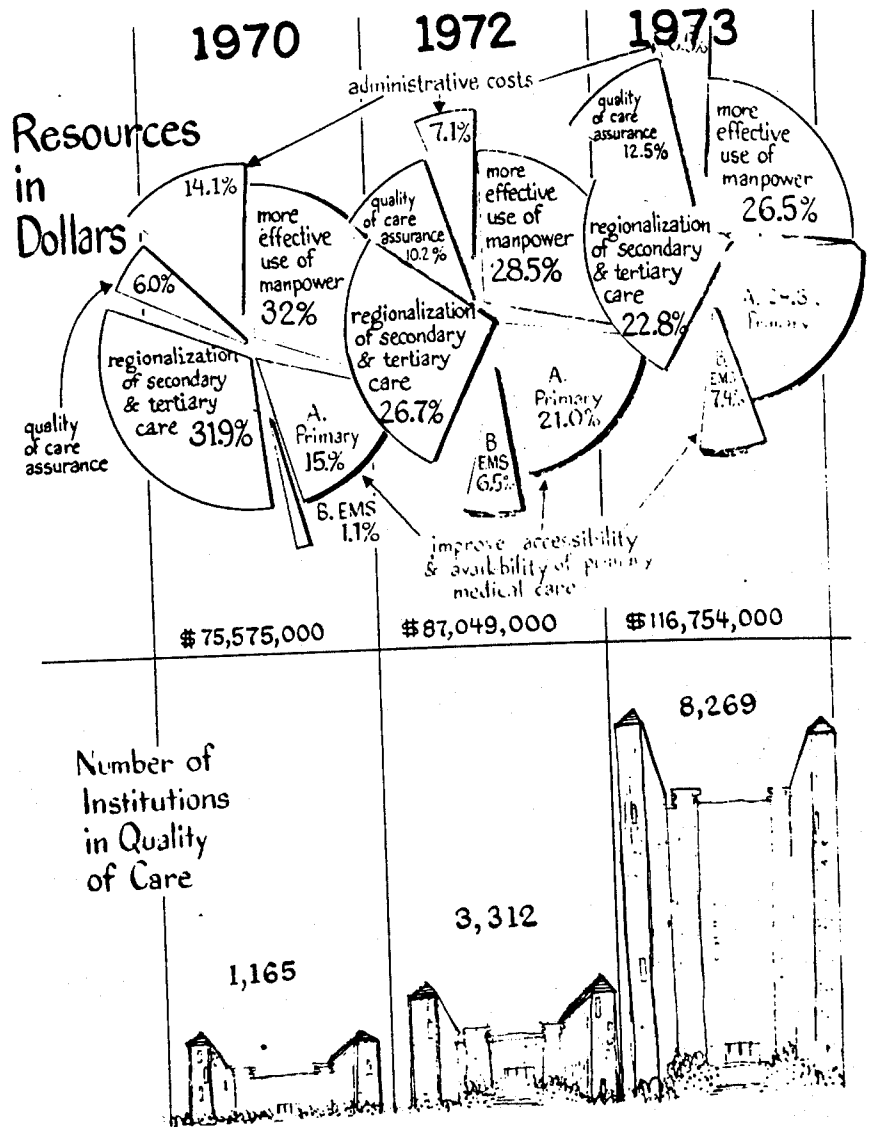 1970
1972
1973
administrative costs
Resources
in
Dollars
14.1%
6.0%
more
effective
use of
manpower
32%
regionalization
of secondary
& tertiary
care 31.9%
quality
of care
assurance
A.
Primary
15.%
B. EMS
1.1%
7.1%
quality
of care
assurance
10.2%
more
effective
use of
manpower
28.5%
regionalization
of secondary
& tertiary
care
26.7%
A.
Primary
21.0%
B
EMS
6.5%
quality
of care
assurance
12.5%
more
effective
use of
manpower
26.5%
regionalization
of secondary
& tertiary
care
22.8%
A.
Primary
B.
EMS
7.4%
improve accessibility
& availability of primary
medical care
$75,575,000
$87,049,000
$116,754,000
Number of
Institutions
in Quality
of Care
1,165
3,312
8,269